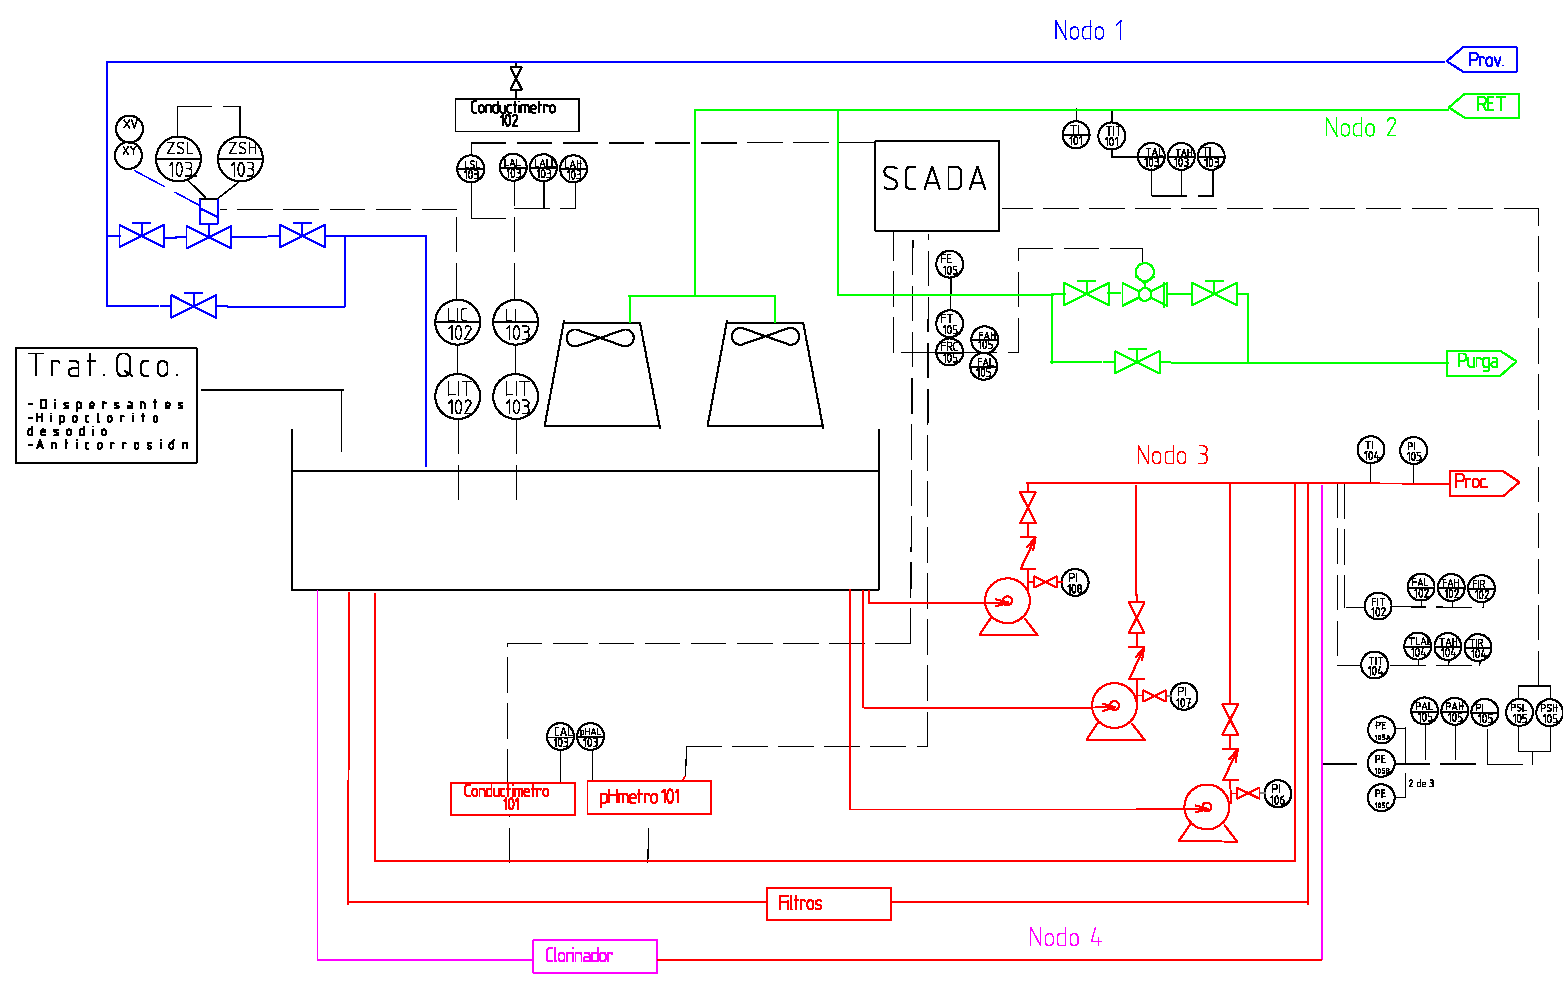 Nodo 1
Prov.
RET
Nodo 2
Conductimetro
102
XV
XY
ZSL
103
ZSH
103
LSL
103
LAL
103
LALL
103
LAH
103
SCADA
TI
101
TIT
101
TAL
103
TAH
103
TI
103
FE
105
FT
105
FRC
105
FAH
105
FAL
105
LIC
102
LI
103
LIT
102
LIT
103
Purga
Trat.Qco.
-Dispersantes
-Hipoclorito
desodio
-Anticorrosión
Nodo 3
TI
104
PI
105
Proc.
PI
108
FIT
102
FAL
102
FAH
102
FIR
102
TIT
104
TAH
104
TIR
104
PI
107
PAL
105
PAH
105
PI
105
PSL
105
PSH
105
PE
105A
PE
105B
PE
105C
2 de 3
CAL
103
pHAL
103
Conductimetro
101
pHmetro 101
PI
106
Filtros
Nodo 4
Clorinador